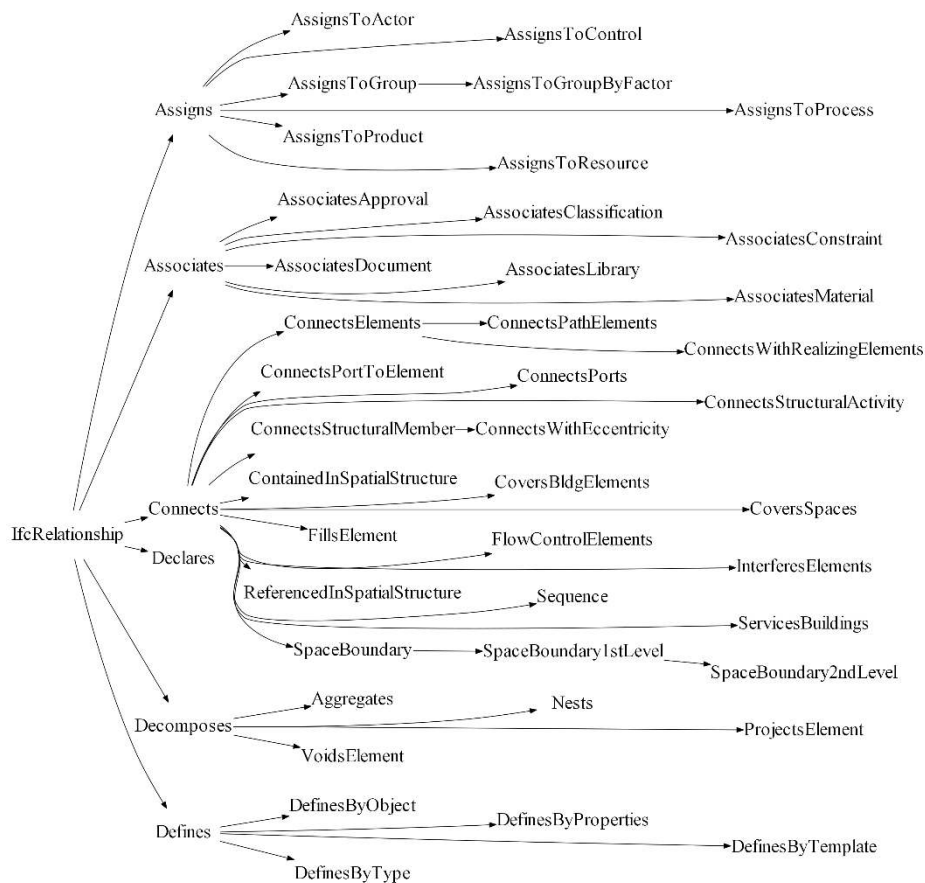 AssignsToActor
AssignsToControl
AssignsToGroup
AssignsToGroupByFactor
Assigns
AssignsToProcess
AssignsToProduct
AssignsToResource
AssociatesApproval
AssociatesClassification
AssociatesConstraint
Associates
AssociatesDocument
AssociatesLibrary
AssociatesMaterial
ConnectsElements
ConnectsPathElements
ConnectsWithRealizingElements
ConnectsPortToElement
ConnectsPorts
ConnectsStructuralActivity
ConnectsStructuralMember
ConnectsWithEccentricity
ContainedInSpatialStructure
CoversBldgElements
Connects
CoversSpaces
IfcRelationship
FillsElement
FlowControlElements
Declares
InterferesElements
ReferencedInSpatialStructure
Sequence
ServicesBuildings
SpaceBoundary
SpaceBoundary1stLevel
SpaceBoundary2ndLevel
Aggregates
Nests
Decomposes
ProjectsElement
VoidsElement
DefinesByObject
DefinesByProperties
Defines
DefinesByTemplate
DefinesByType